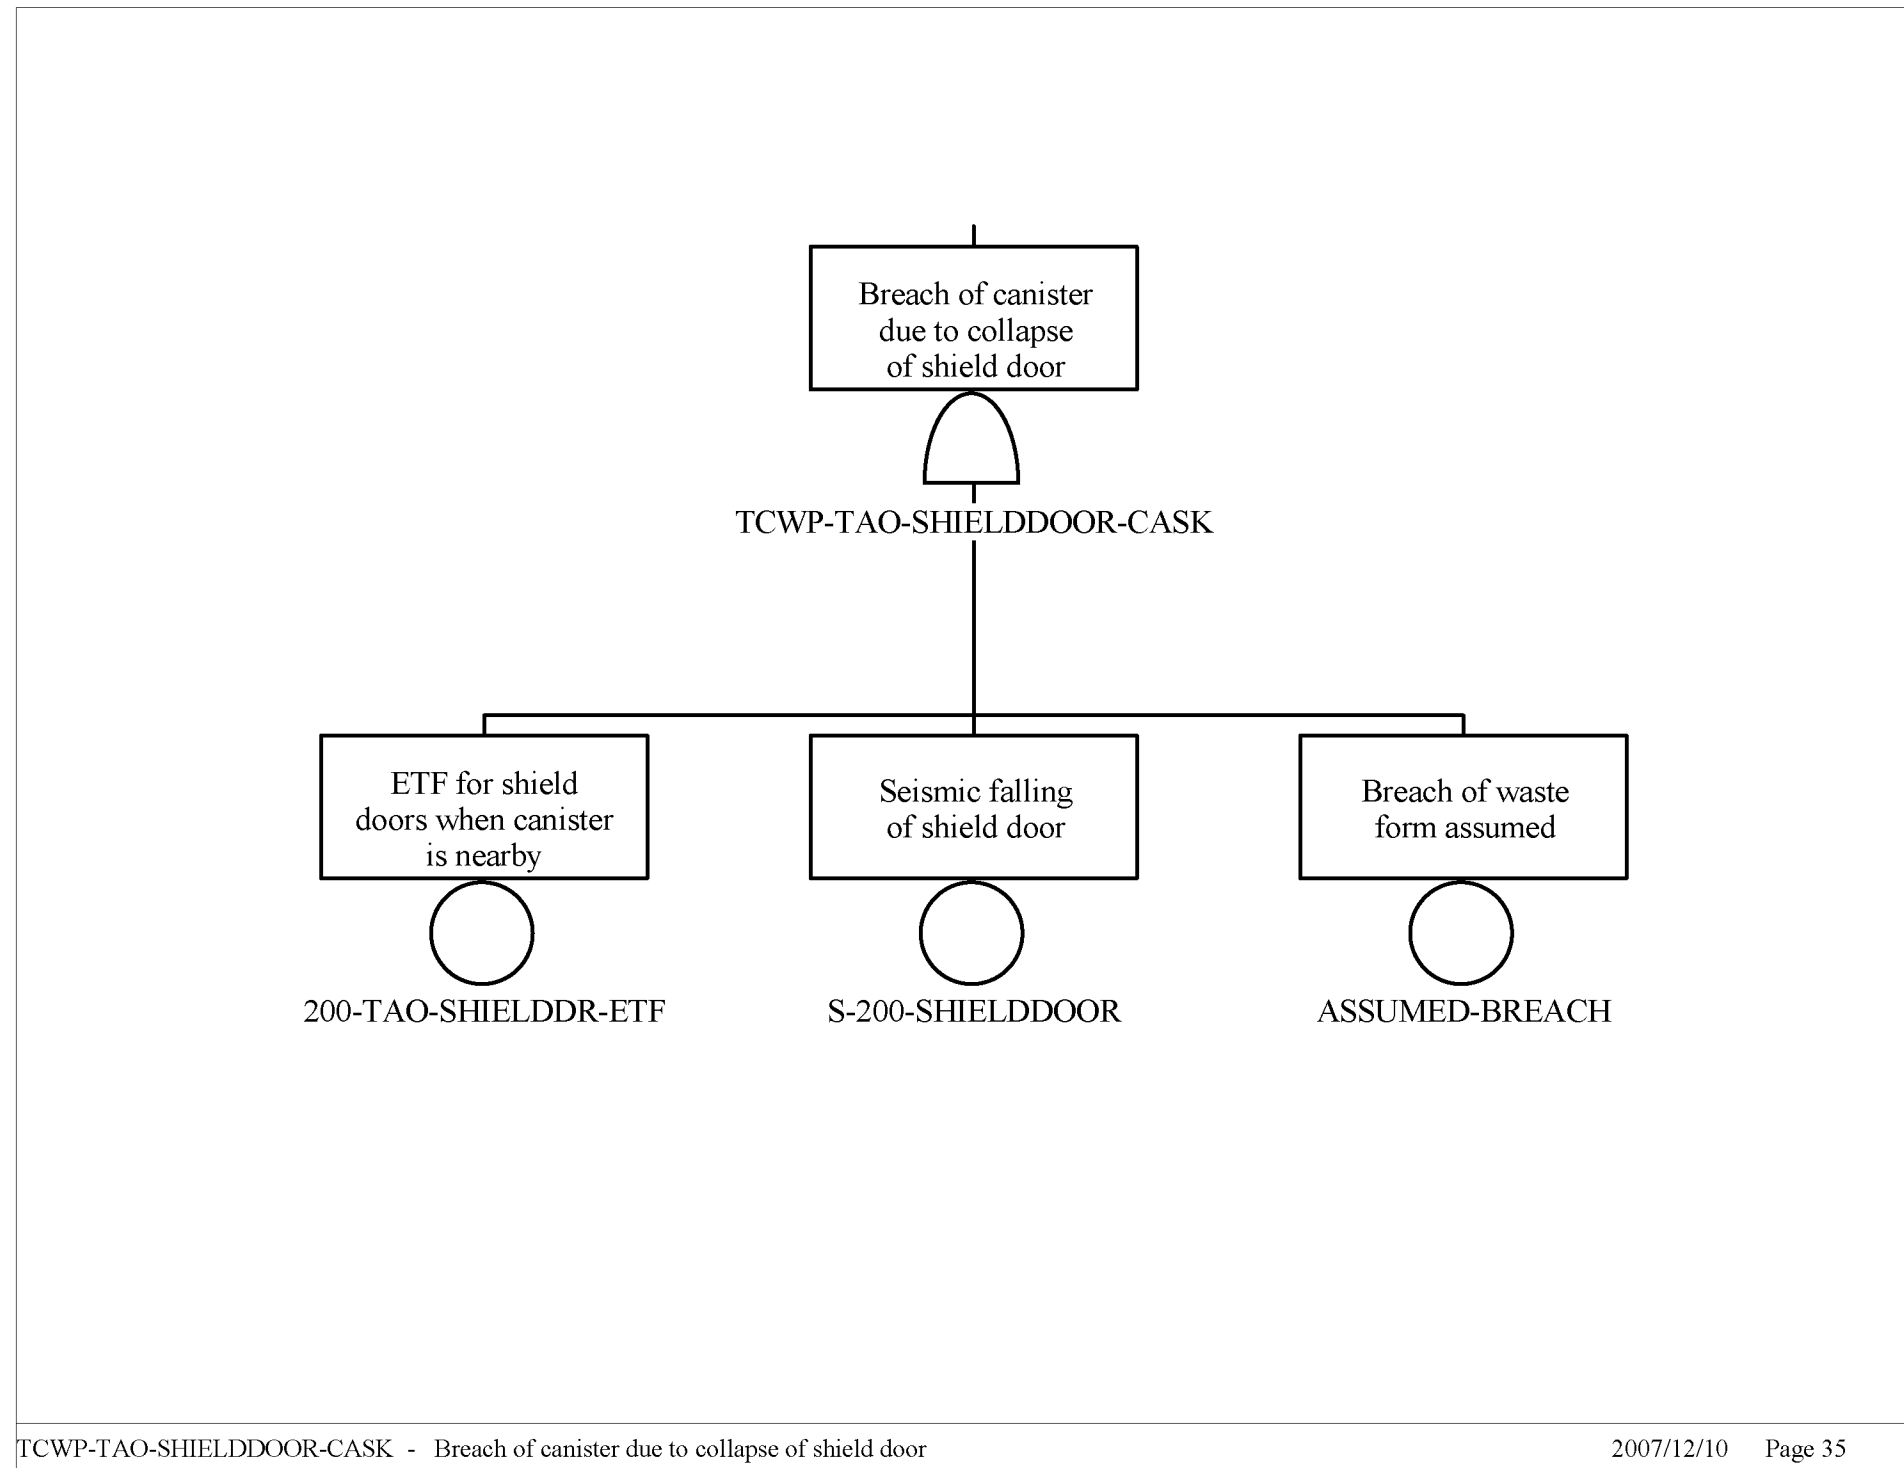 Breach of canister
due to collapse
of shield door
TCWP-TAO-SHIELDDOOR-CASK
ETF for shield
doors when canister
is nearby
200-TAO-SHIELDDR-ETF
Seismic falling
of shield door
S-200-SHIELDDOOR
Breach of waste
form assumed
ASSUMED-BREACH
TCWP-TAO-SHIELDDOOR-CASK - Breach of canister due to collapse of shield door 2007/12/10 Page 35